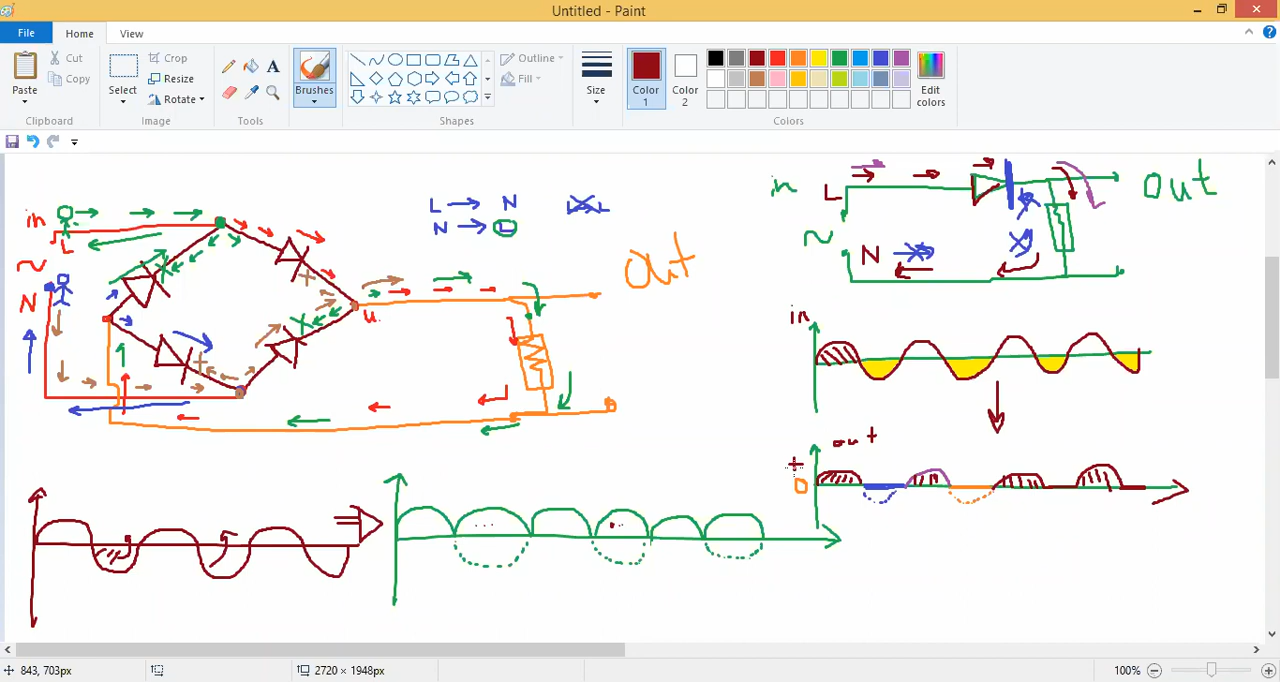 Untitled - Paint
File Home View
Cut
Copy
Paste
Clipboard
Crop
Resize
Rotate
Select
Image
Tools
Brushes
Outline
Fill
Shapes
Size
Color 1
Color 2
Edit colors
Colors
in
L
N
L → N
N → L
out
in
L
N
out
in
out
+
0
843, 703px
2720 × 1948px
100%